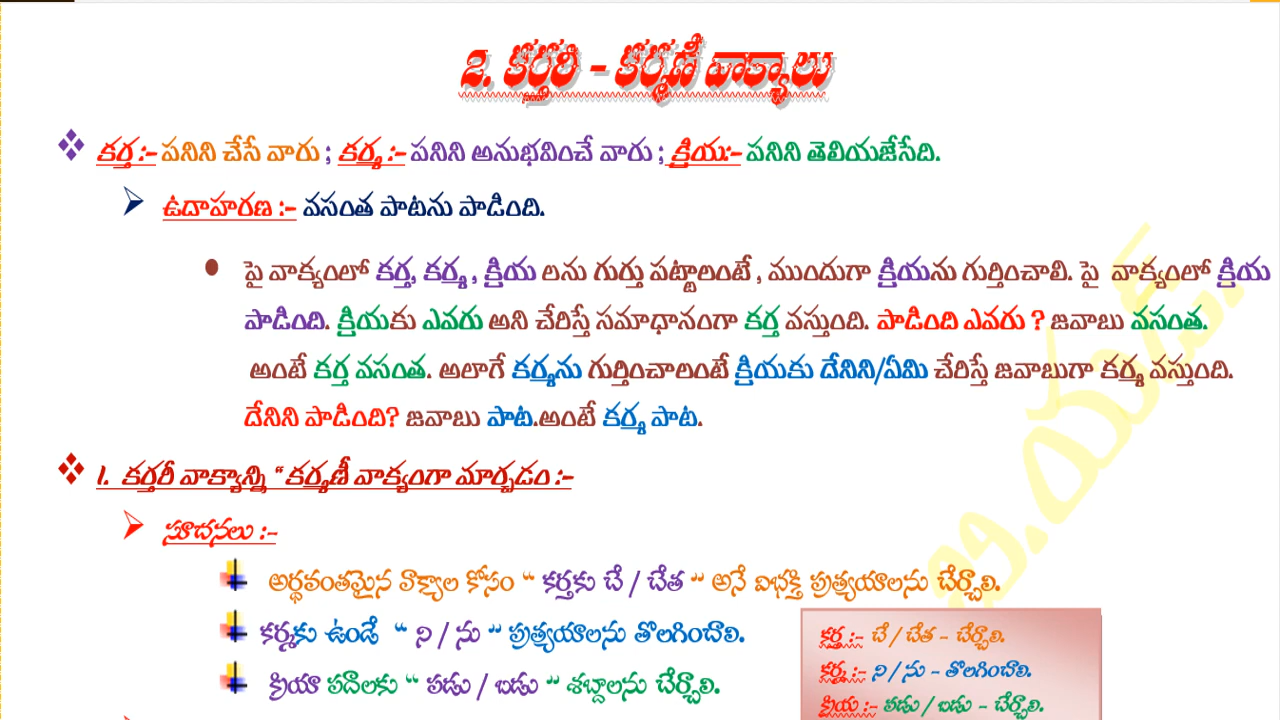 2. కర్తరి - కర్మణి వాక్యాలు
కర్త :- పనిని చేసే వారు ; కర్మ :- పనిని అనుభవించే వారు ; క్రియ:- పనిని తెలియజేసేది.
ఉదాహరణ :- వసంత పాటను పాడింది.
పై వాక్యంలో కర్త, కర్మ , క్రియ లను గుర్తు పట్టాలంటే , ముందుగా క్రియను గుర్తించాలి. పై వాక్యంలో క్రియ
పాడింది. క్రియకు ఎవరు అని చేరిస్తే సమాధానంగా కర్త వస్తుంది. పాడింది ఎవరు ? జవాబు వసంత.
అంటే కర్త వసంత. అలాగే కర్మను గుర్తించాలంటే క్రియకు దేనిని/ఏమి చేరిస్తే జవాబుగా కర్మ వస్తుంది.
దేనిని పాడింది? జవాబు పాట.అంటే కర్మ పాట.
1. కర్తరీ వాక్యాన్ని “ కర్మణీ వాక్యంగా మార్చడం :-
సూచనలు :-
అర్థవంతమైన వాక్యాల కోసం “ కర్తకు చే / చేత ” అనే విభక్తి ప్రత్యయాలను చేర్చాలి.
కర్మకు ఉండే “ ని / ను ” ప్రత్యయాలను తొలగించాలి.
క్రియా పదాలకు “ పడు / బడు ” శబ్దాలను చేర్చాలి.
కర్త :- చే / చేత - చేర్చాలి.
కర్మ :- ని / ను - తొలగించాలి.
క్రియ :- పడు / బడు - చేర్చాలి.